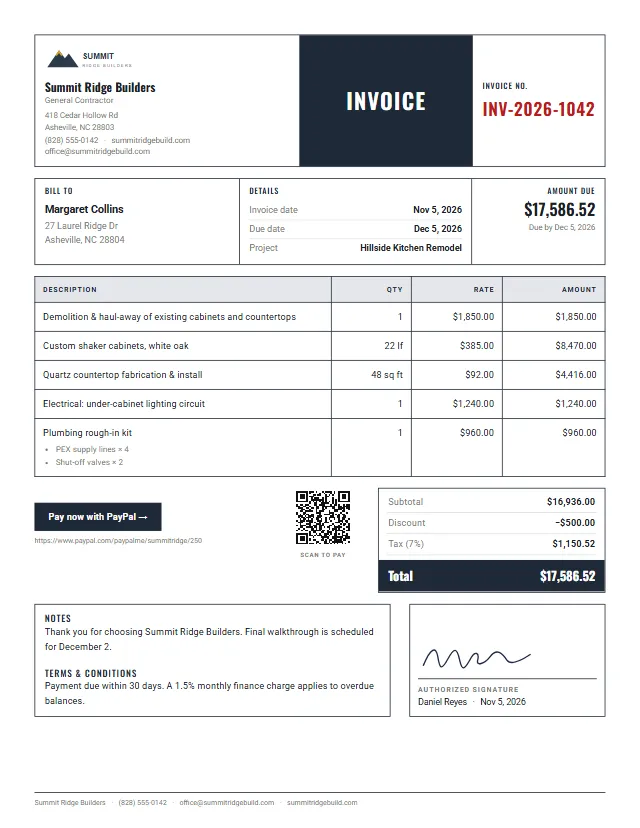 SUMMIT
RIDGE BUILDERS
Summit Ridge Builders
General Contractor
418 Cedar Hollow Rd
Asheville, NC 28803
(828) 555-0142 · summitridgebuild.com
office@summitridgebuild.com
INVOICE
INVOICE NO.
INV-2026-1042
BILL TO
Margaret Collins
27 Laurel Ridge Dr
Asheville, NC 28804
DETAILS
Invoice date Nov 5, 2026
Due date Dec 5, 2026
Project Hillside Kitchen Remodel
AMOUNT DUE
$17,586.52
Due by Dec 5, 2026
DESCRIPTION QTY RATE AMOUNT
Demolition & haul-away of existing cabinets and countertops 1 $1,850.00 $1,850.00
Custom shaker cabinets, white oak 22 lf $385.00 $8,470.00
Quartz countertop fabrication & install 48 sq ft $92.00 $4,416.00
Electrical: under-cabinet lighting circuit 1 $1,240.00 $1,240.00
Plumbing rough-in kit 1 $960.00 $960.00
• PEX supply lines × 4
• Shut-off valves × 2
Pay now with PayPal →
https://www.paypal.com/paypalme/summitridge/250
SCAN TO PAY
Subtotal $16,936.00
Discount −$500.00
Tax (7%) $1,150.52
Total $17,586.52
NOTES
Thank you for choosing Summit Ridge Builders. Final walkthrough is scheduled
for December 2.
TERMS & CONDITIONS
Payment due within 30 days. A 1.5% monthly finance charge applies to overdue
balances.
AUTHORIZED SIGNATURE
Daniel Reyes · Nov 5, 2026
Summit Ridge Builders · (828) 555-0142 · office@summitridgebuild.com · summitridgebuild.com